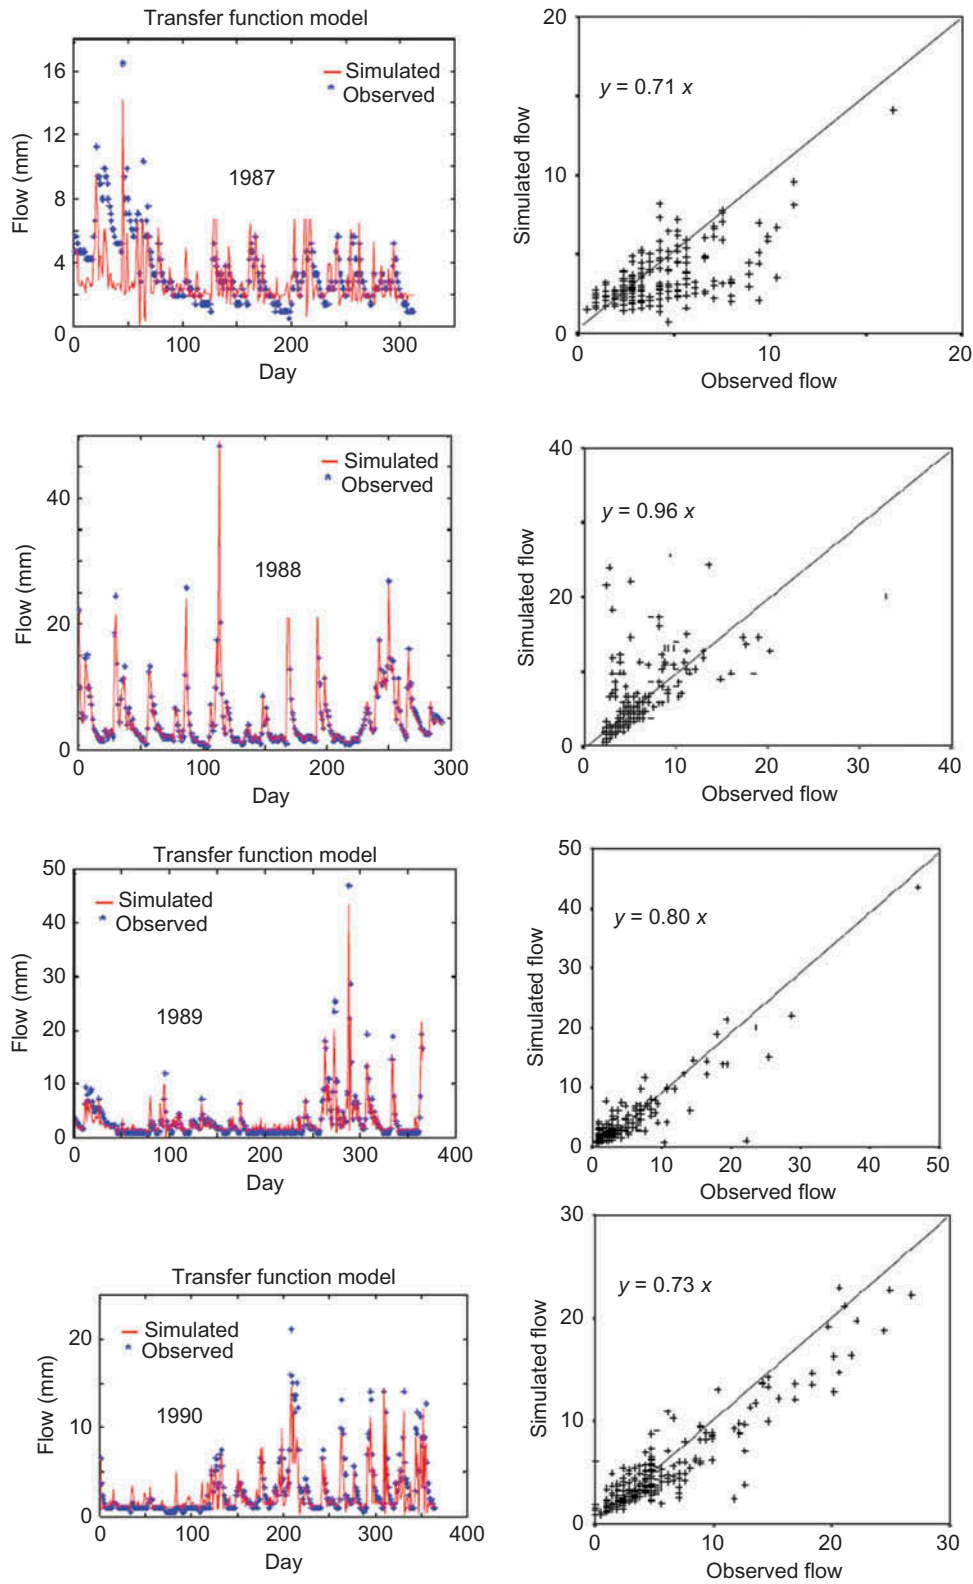 Transfer function model
16
12
8
4
0
Flow (mm)
Simulated
Observed
1987
0
100
200
300
Day
20
10
0
Simulated flow
y = 0.71 x
0
10
20
Observed flow
40
20
0
Flow (mm)
Simulated
Observed
1988
0
100
200
300
Day
40
20
0
Simulated flow
y = 0.96 x
0
10
20
30
40
Observed flow
Transfer function model
50
40
30
20
10
0
Flow (mm)
Simulated
Observed
1989
0
100
200
300
400
Day
50
40
30
20
10
0
Simulated flow
y = 0.80 x
0
10
20
30
40
50
Observed flow
Transfer function model
20
10
0
Flow (mm)
Simulated
Observed
1990
0
100
200
300
400
Day
30
20
10
0
Simulated flow
y = 0.73 x
0
10
20
30
Observed flow